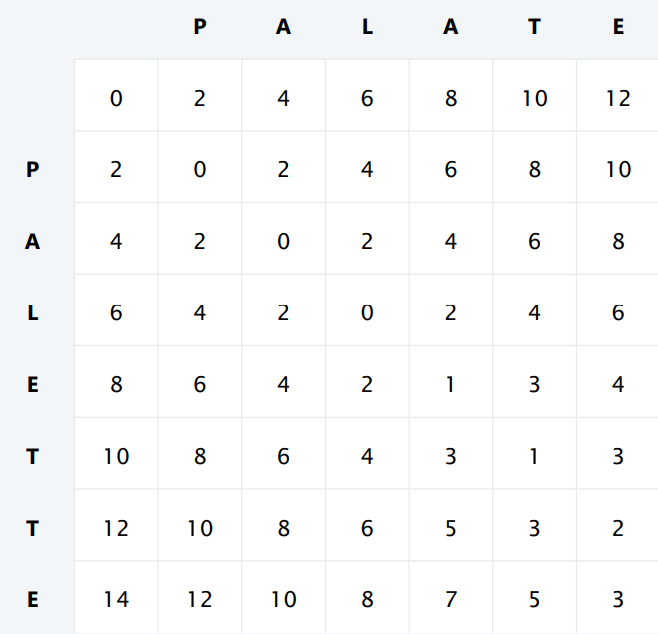 P A L A T E
0 2 4 6 8 10 12
P 2 0 2 4 6 8 10
A 4 2 0 2 4 6 8
L 6 4 2 0 2 4 6
E 8 6 4 2 1 3 4
T 10 8 6 4 3 1 3
T 12 10 8 6 5 3 2
E 14 12 10 8 7 5 3